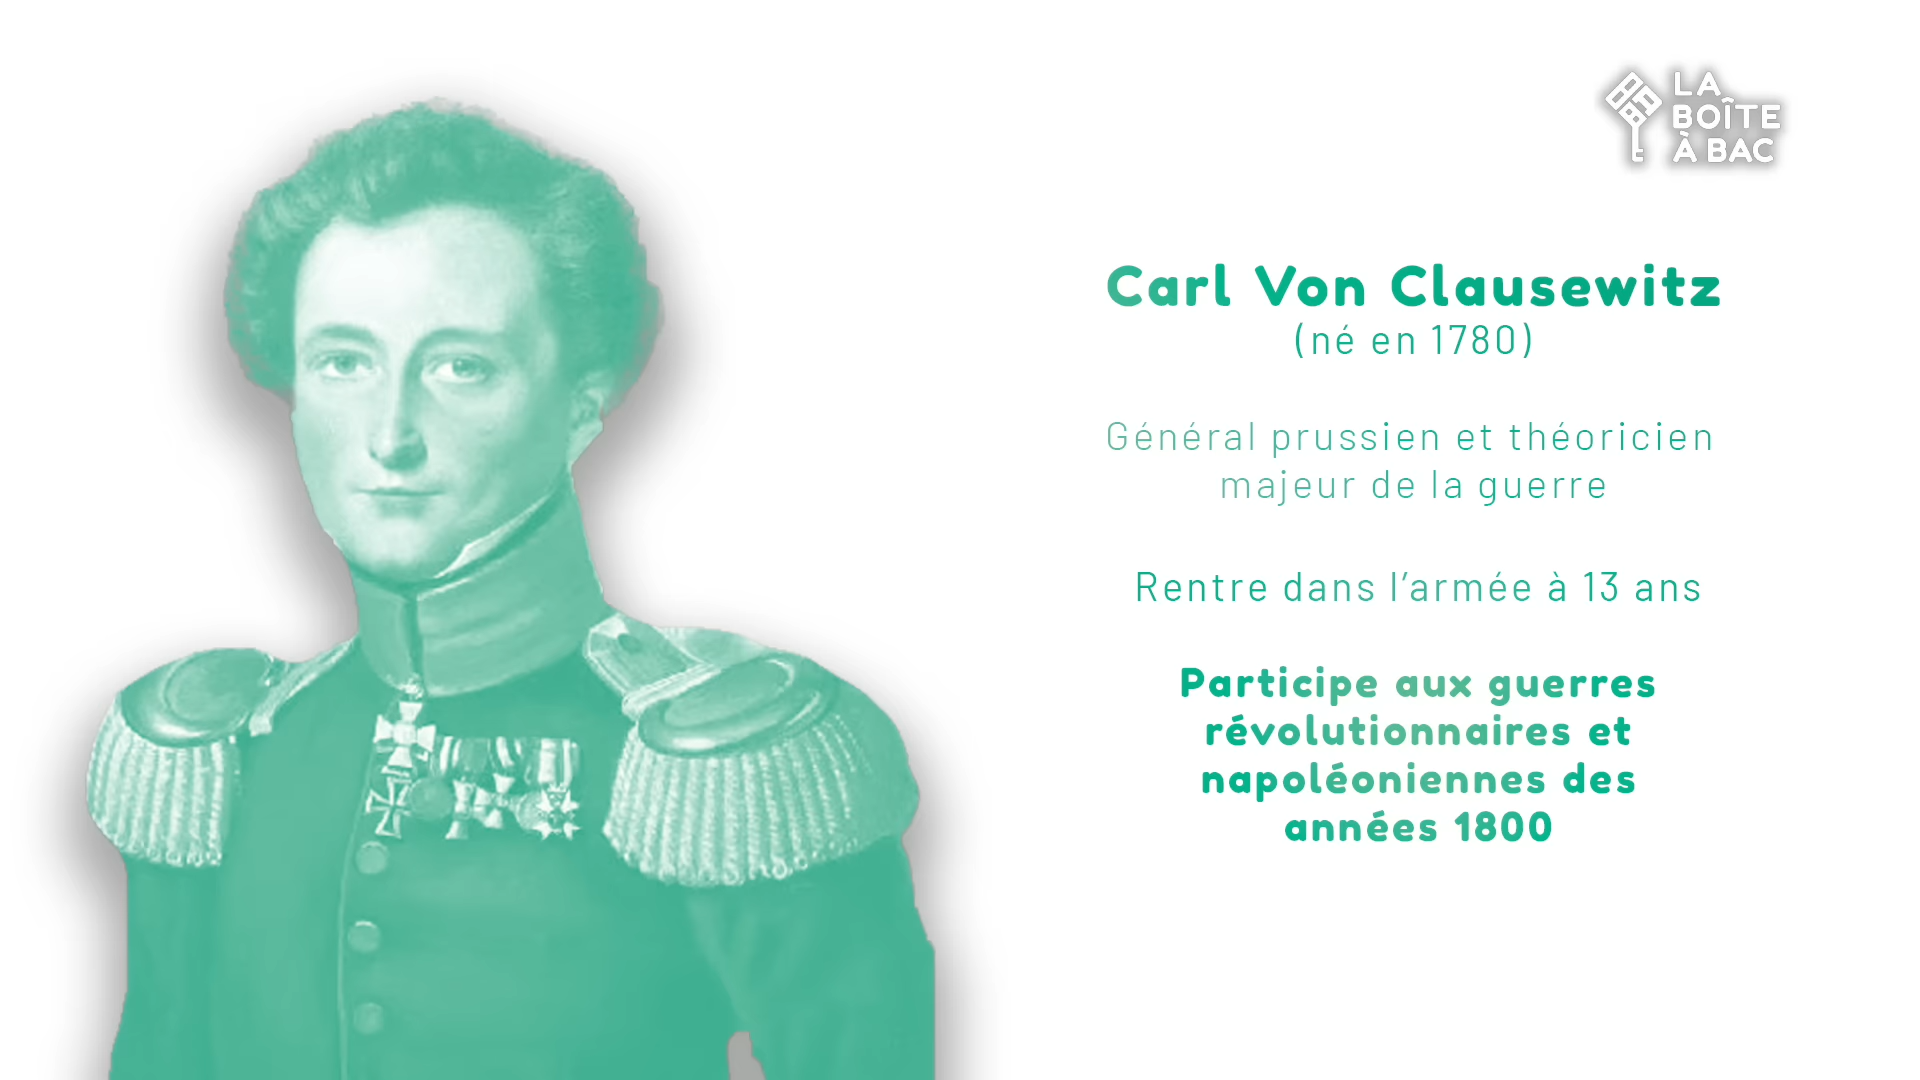 LA
BOÎTE
À BAC
Carl Von Clausewitz
(né en 1780)
Général prussien et théoricien
majeur de la guerre
Rentre dans l’armée à 13 ans
Participe aux guerres
révolutionnaires et
napoléoniennes des
années 1800